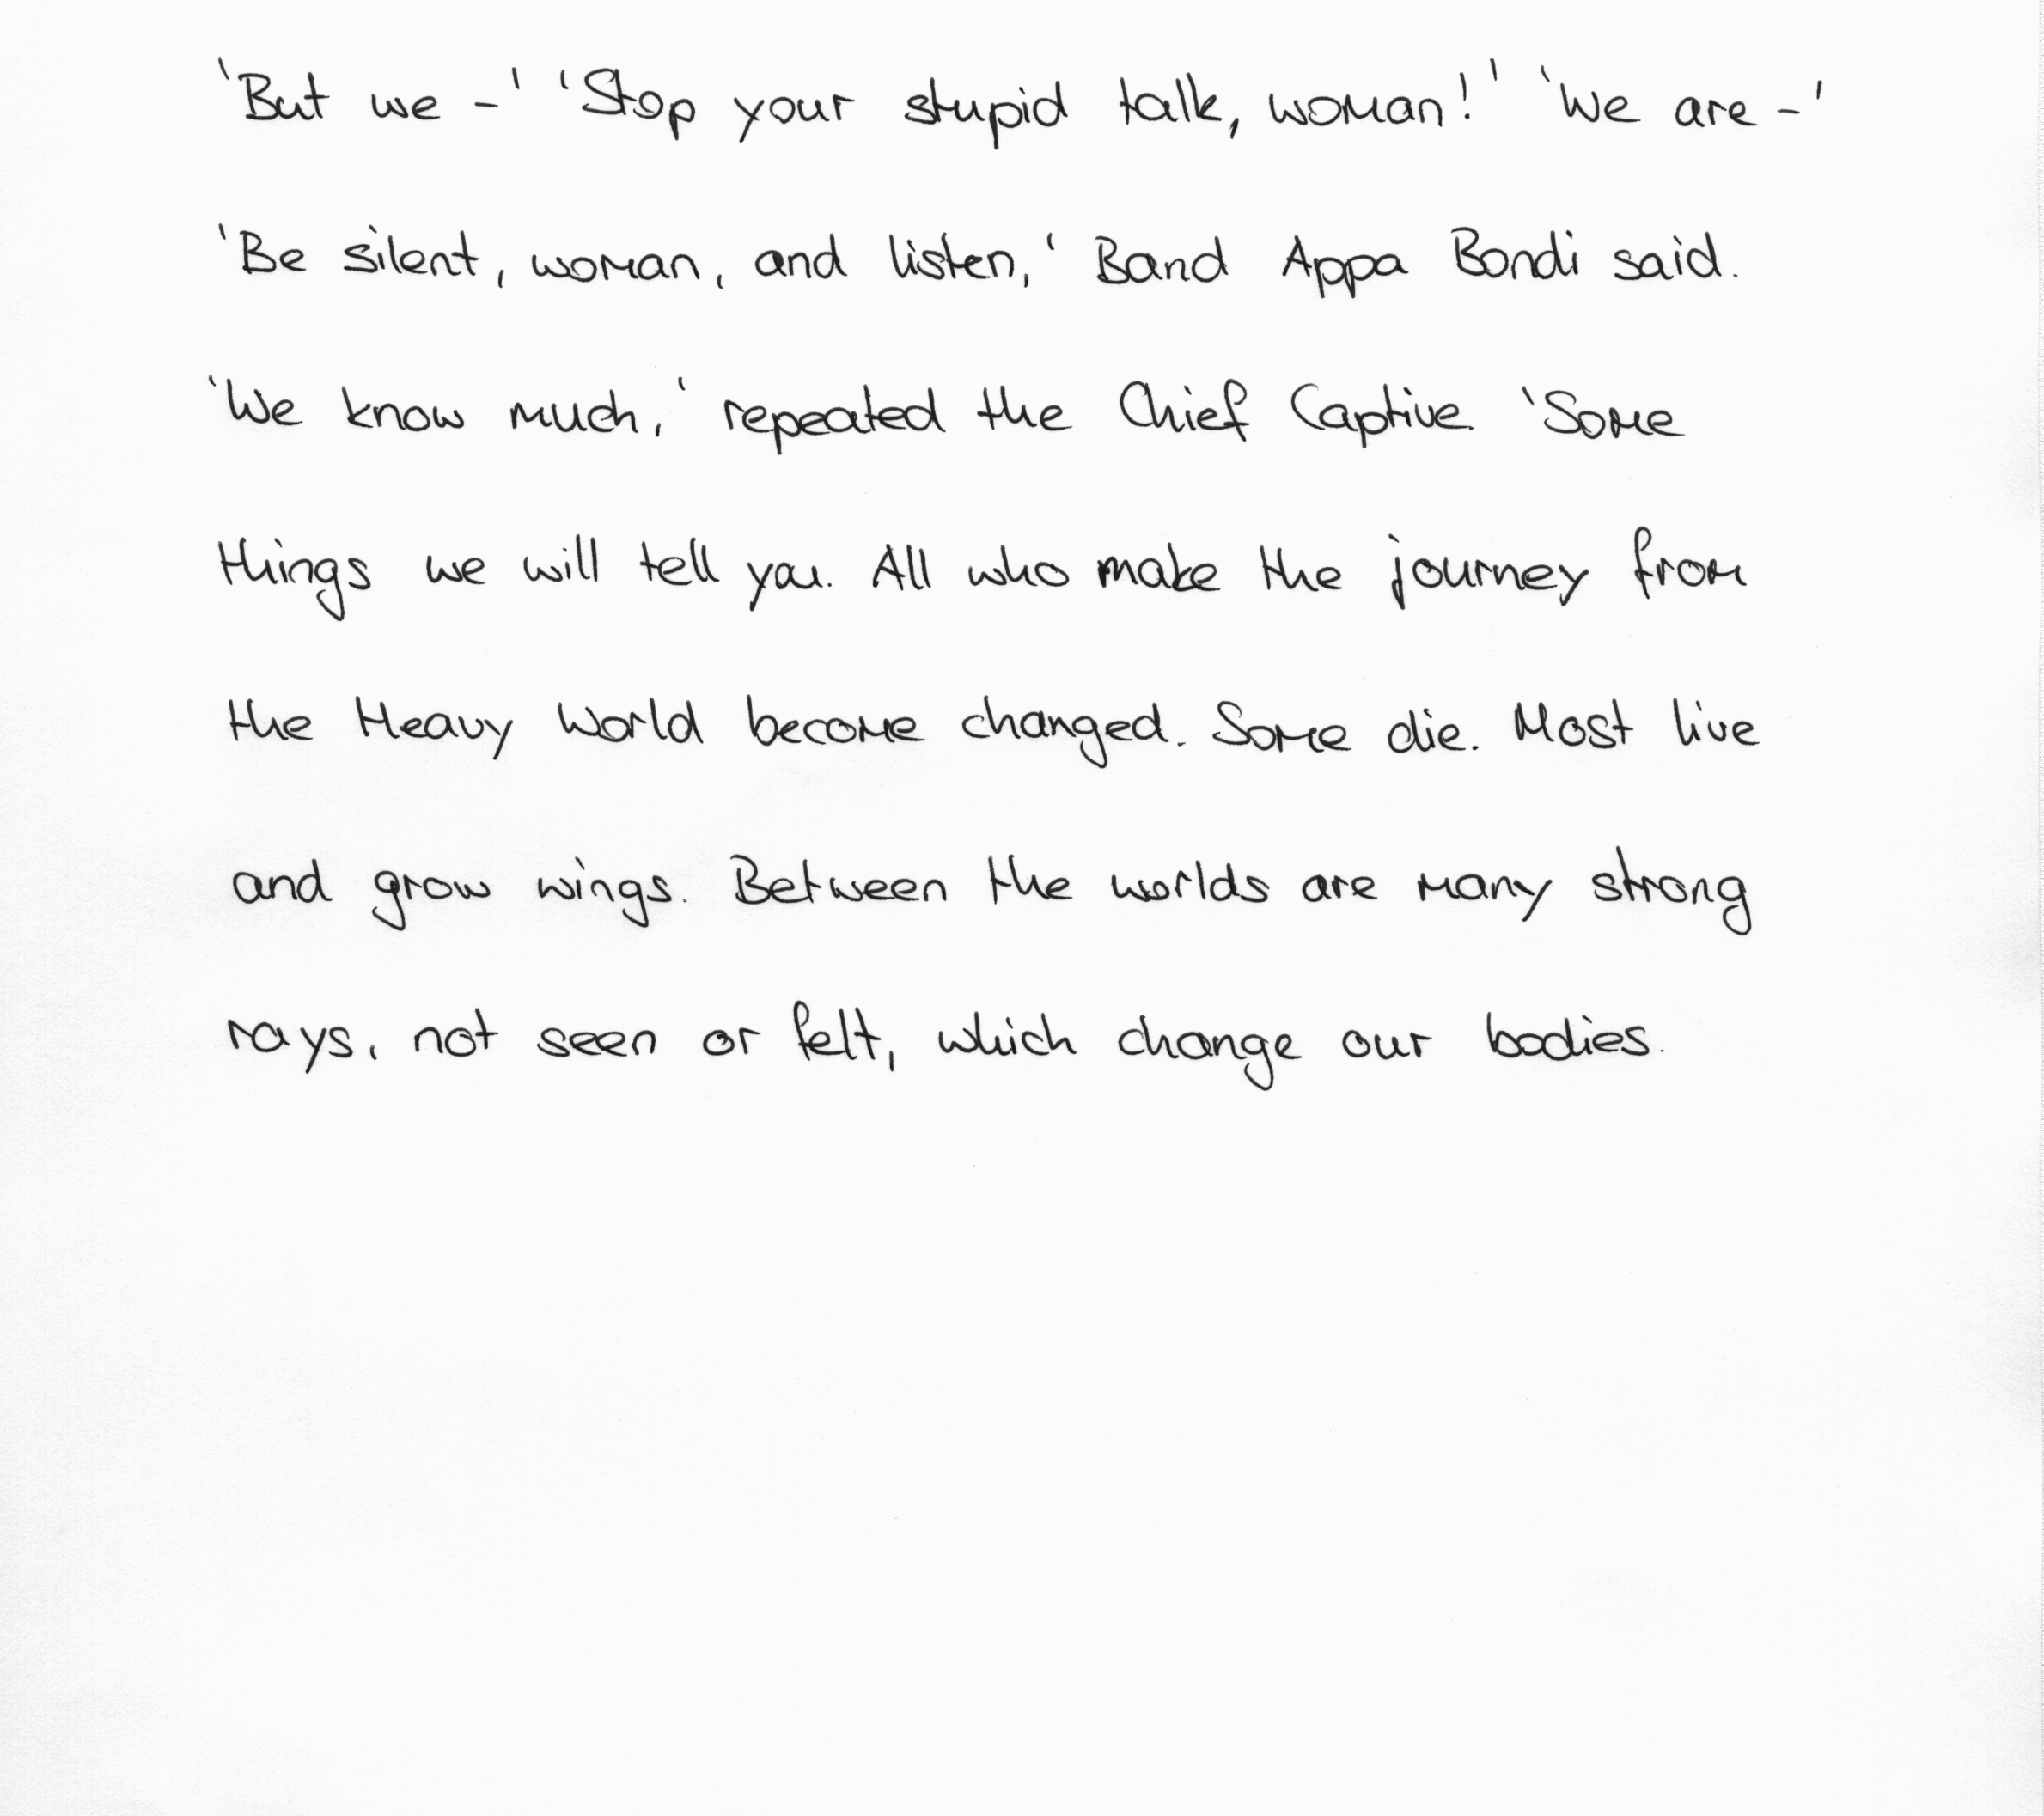 'But we -' 'Stop your stupid talk, woman!' 'We are -'
'Be silent, woman, and listen,' Band Appa Bondi said.
'We know much,' repeated the Chief Captive. 'Some
things we will tell you. All who make the journey from
the Heavy World become changed. Some die. Most live
and grow wings. Between the worlds are many strong
rays, not seen or felt, which change our bodies.